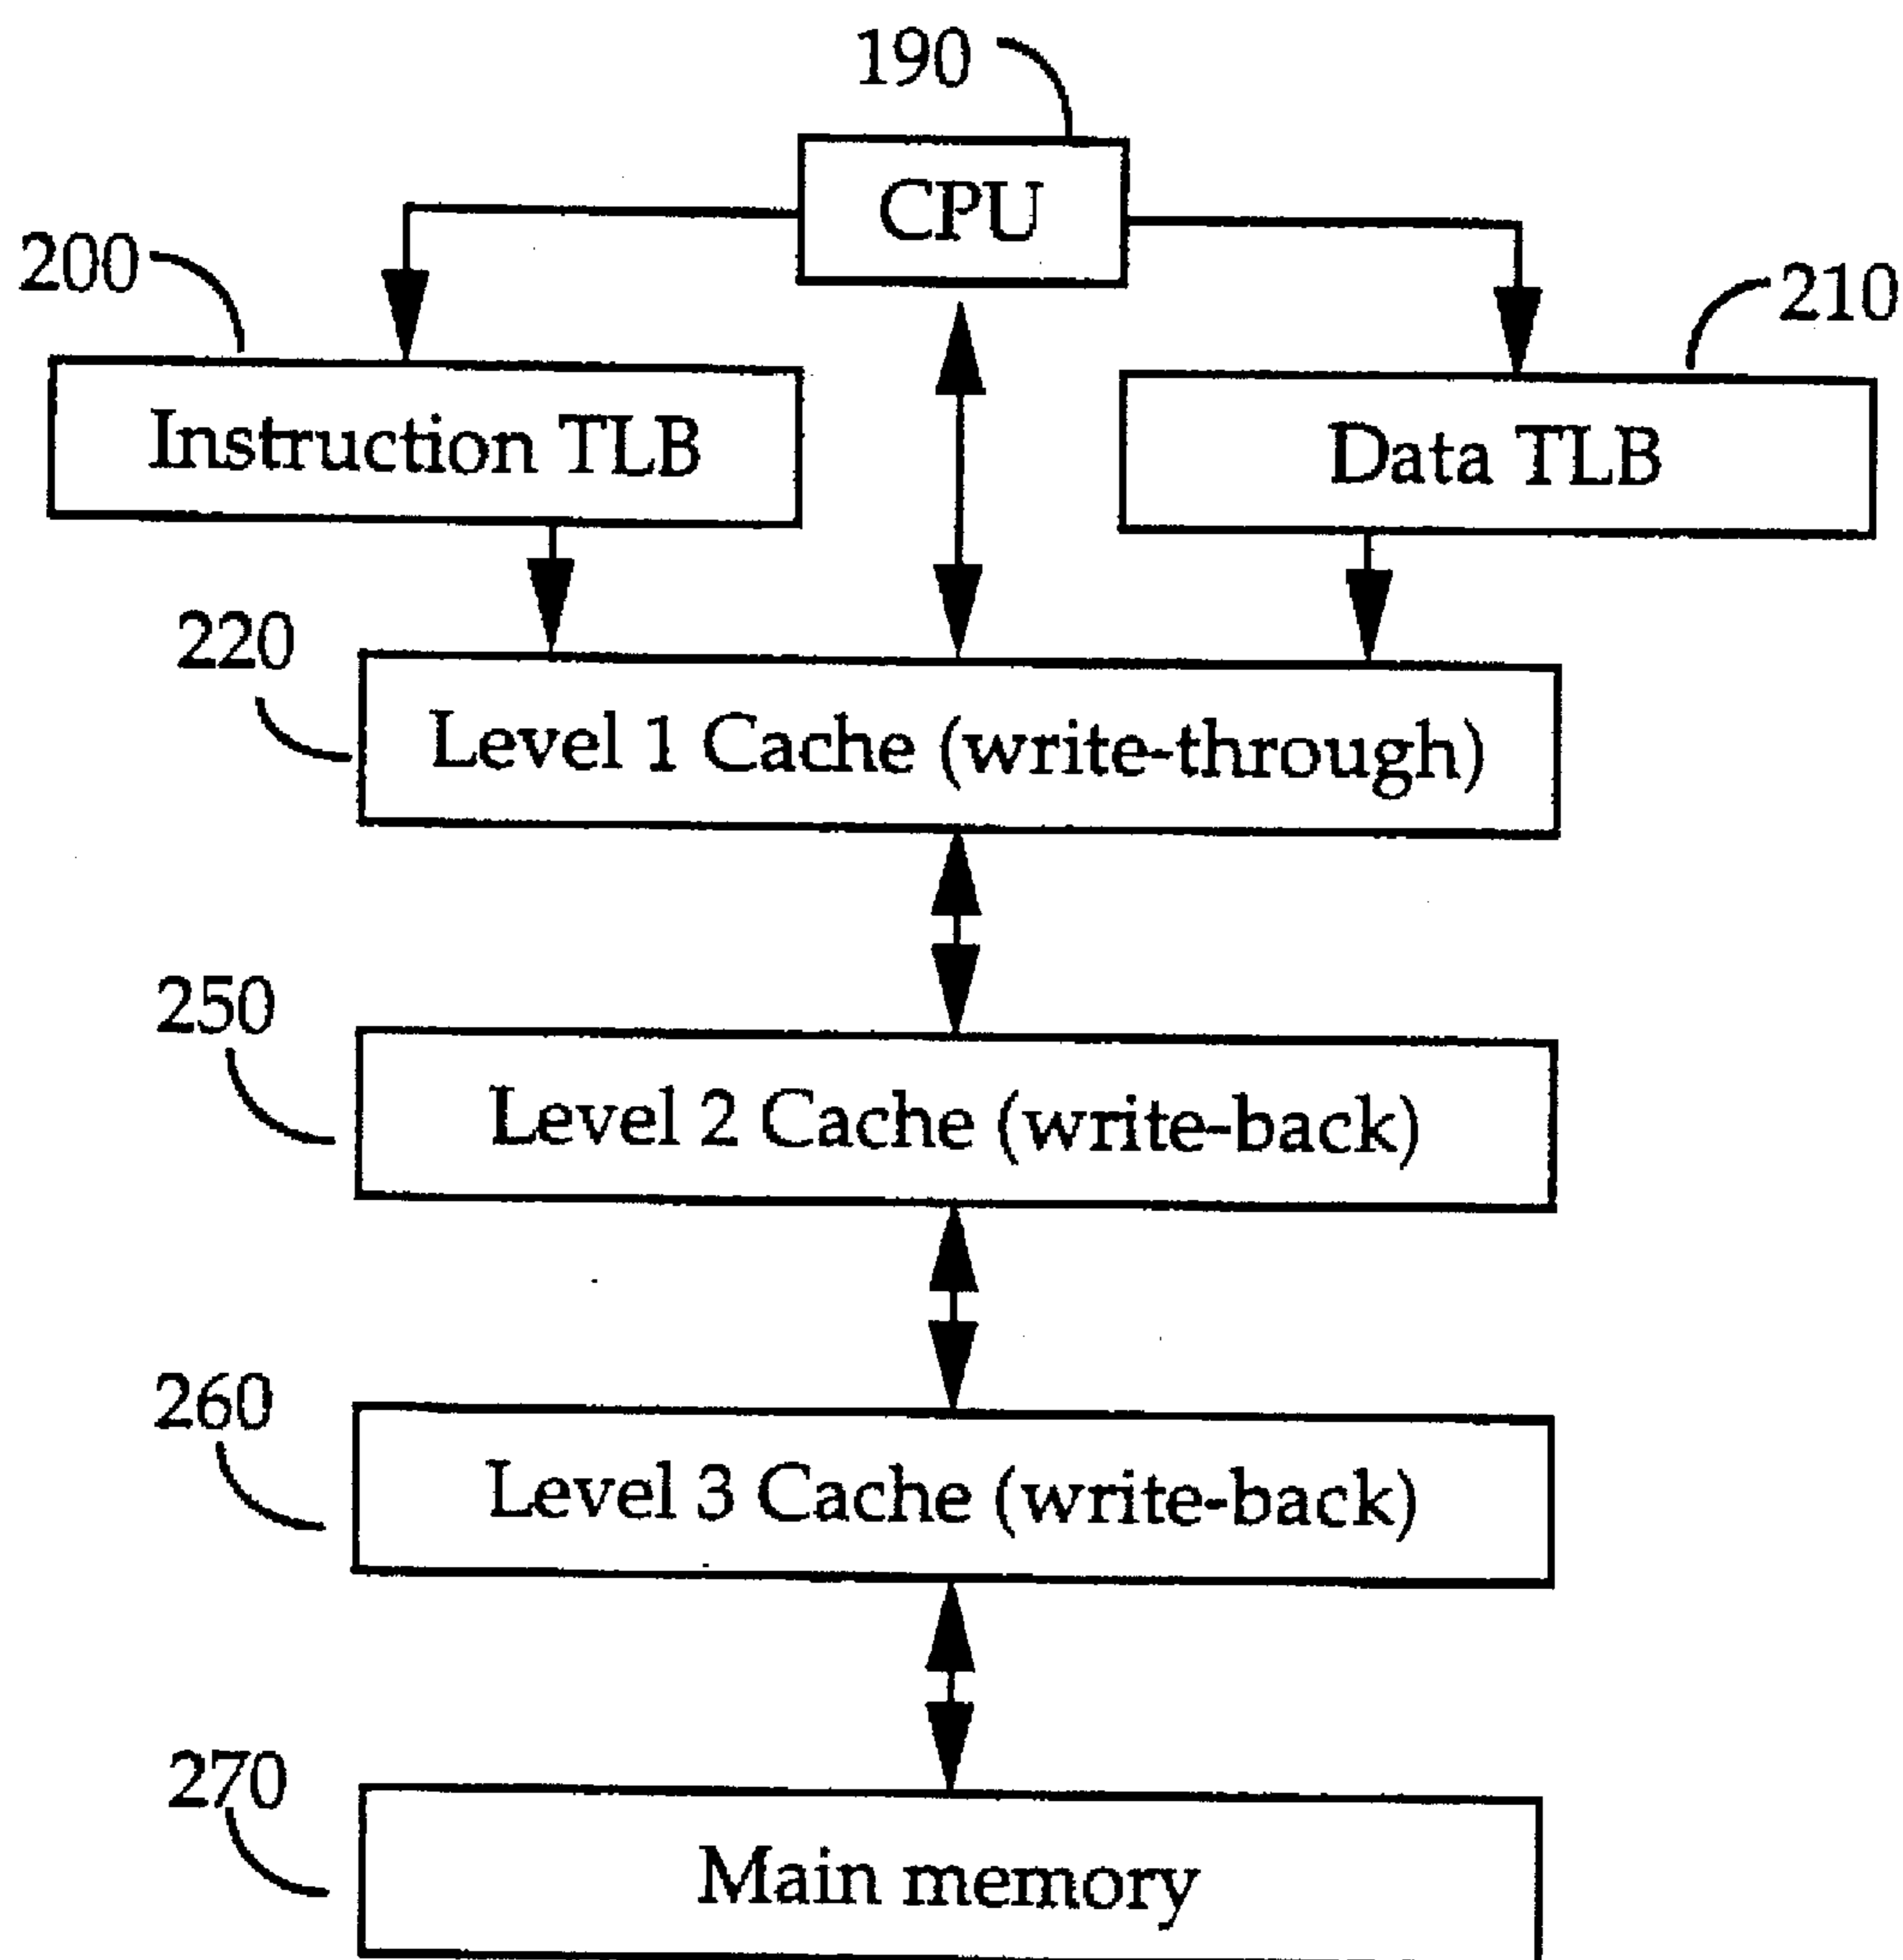 190
CPU
200
210
Instruction TLB
Data TLB
220
Level 1 Cache (write-through)
250
Level 2 Cache (write-back)
260
Level 3 Cache (write-back)
270
Main memory